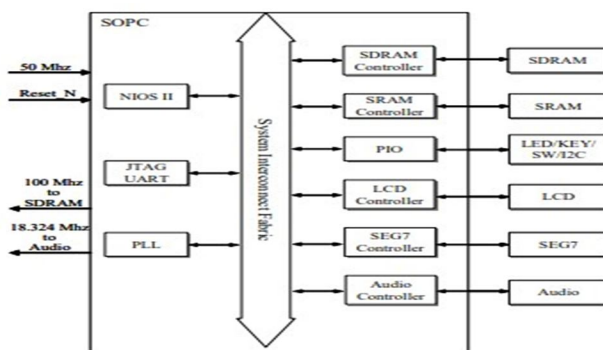 SOPC
50 Mhz
Reset_N
NIOS II
JTAG
UART
100 Mhz
to
SDRAM
18.324 Mhz
to
Audio
PLL
System Interconnect Fabric
SDRAM
Controller
SRAM
Controller
PIO
LCD
Controller
SEG7
Controller
Audio
Controller
SDRAM
SRAM
LED/KEY/
SW/I2C
LCD
SEG7
Audio